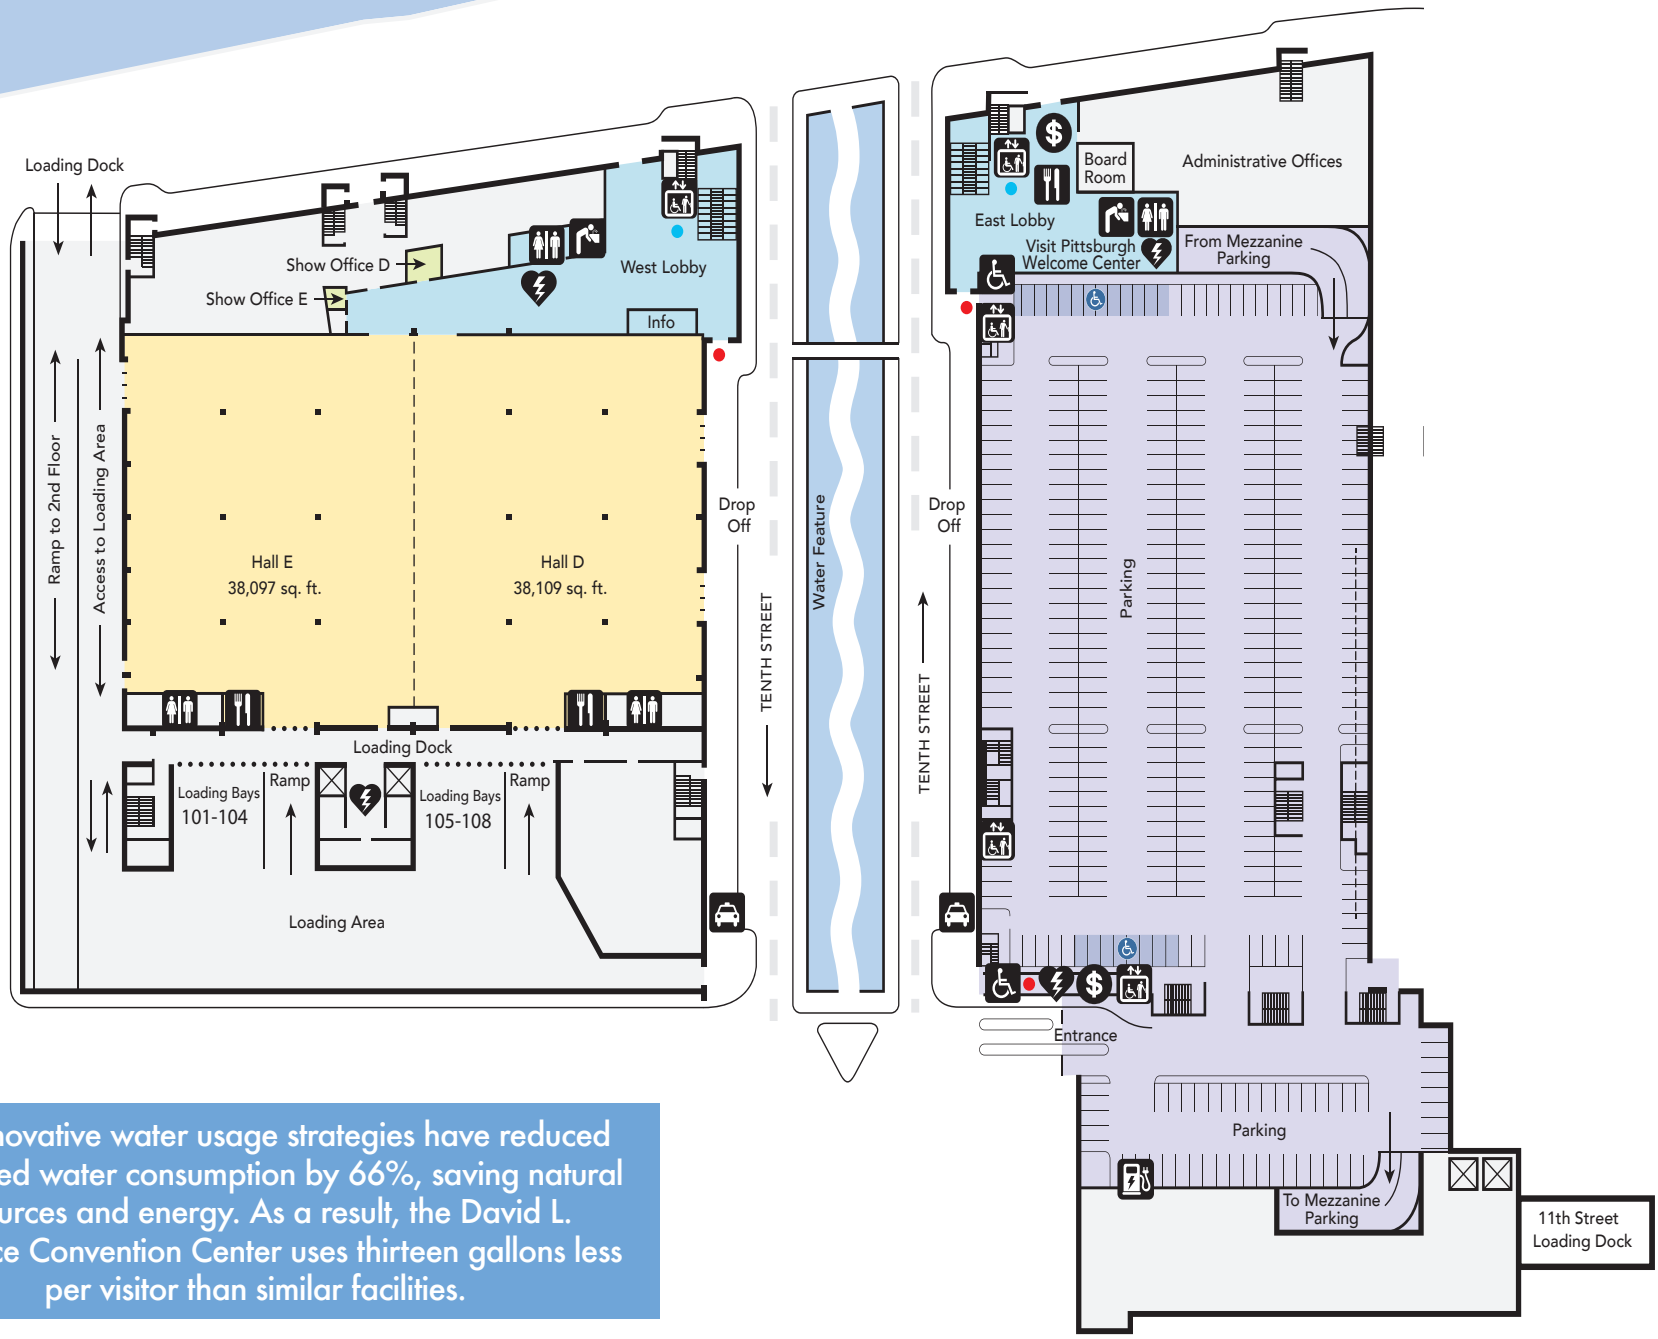 Loading Dock
Show Office D
Show Office E
West Lobby
Info
Ramp to 2nd Floor
Access to Loading Area
Hall E
38,097 sq. ft.
Hall D
38,109 sq. ft.
Loading Dock
Loading Bays
101-104
Ramp
Loading Bays
105-108
Ramp
Loading Area
Drop
Off
TENTH STREET
Water Feature
TENTH STREET
Drop
Off
$
Board
Room
Administrative Offices
East Lobby
Visit Pittsburgh
Welcome Center
From Mezzanine
Parking
Parking
$
Entrance
Parking
To Mezzanine
Parking
11th Street
Loading Dock
water usage strategies have reduced
water consumption by 66%, saving natural
and energy. As a result, the David L.
Convention Center uses thirteen gallons less
per visitor than similar facilities.